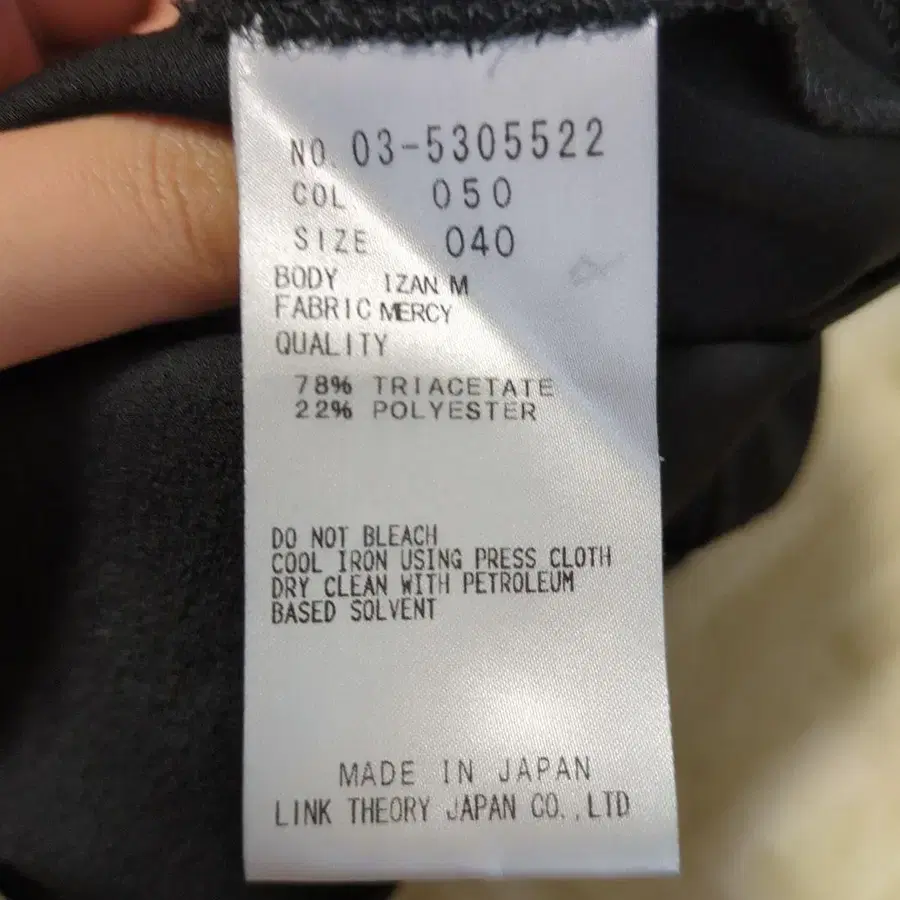 NO. 03-5305522
COL 050
SIZE 040
BODY IZAN M
FABRIC MERCY
QUALITY
78% TRIACETATE
22% POLYESTER
DO NOT BLEACH
COOL IRON USING PRESS CLOTH
DRY CLEAN WITH PETROLEUM
BASED SOLVENT
MADE IN JAPAN
LINK THEORY JAPAN CO.,LTD